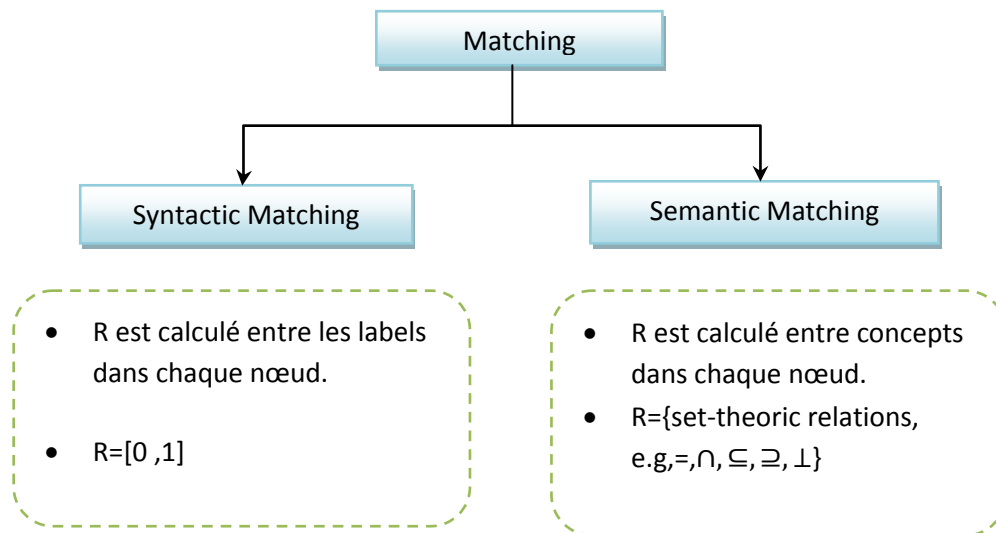 Matching
Syntactic Matching
Semantic Matching
• R est calculé entre les labels
dans chaque nœud.
• R=[0 ,1]
• R est calculé entre concepts
dans chaque nœud.
• R={set-theoric relations,
e.g,=,∩, ⊆, ⊇, ⊥}